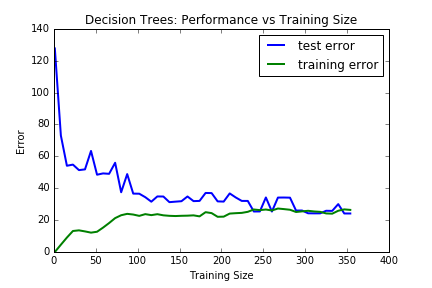 Decision Trees: Performance vs Training Size
140
120
100
80
60
40
20
0
Error
test error
training error
0 50 100 150 200 250 300 350 400
Training Size